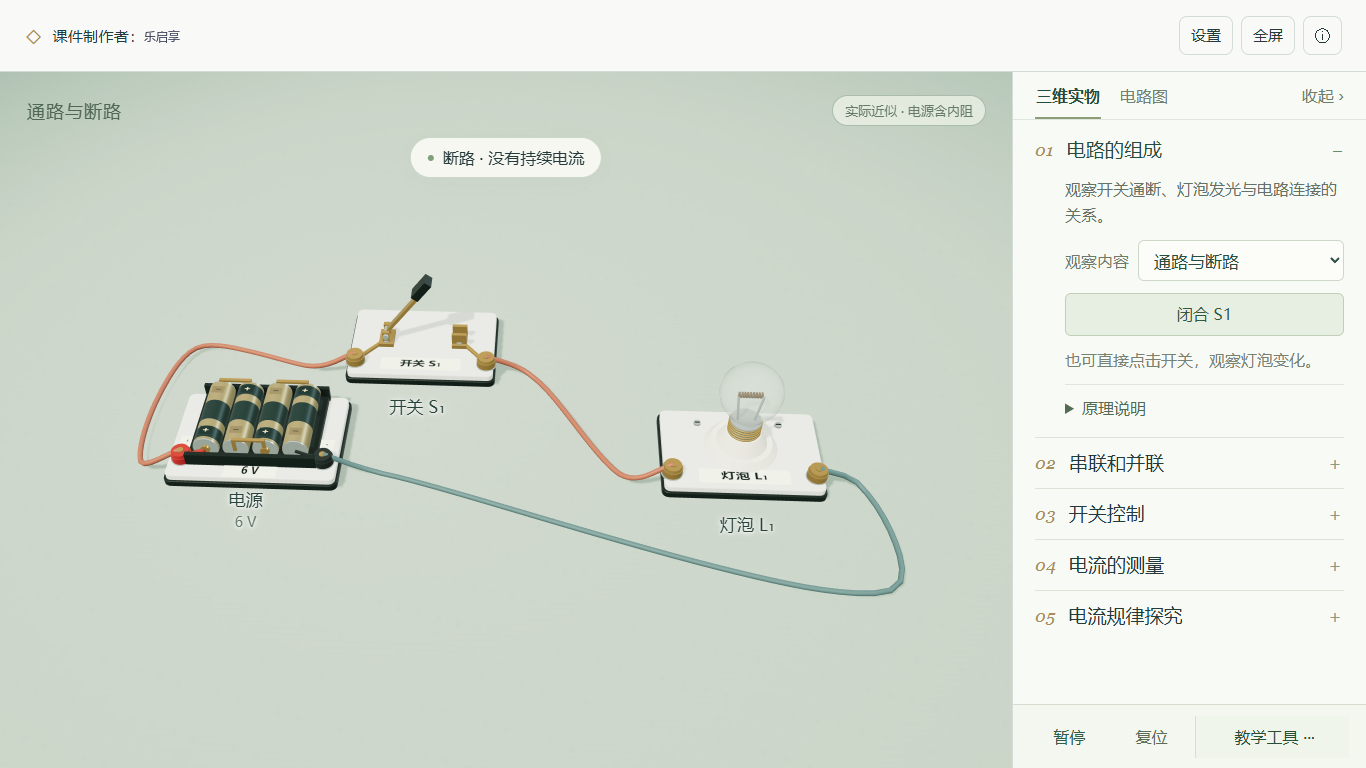 课件制作者：乐启享
设置
全屏
通路与断路
实际近似 · 电源含内阻
断路 · 没有持续电流
开关 S₁
开关 S₁
6 V
电源
6 V
灯泡 L₁
灯泡 L₁
三维实物
电路图
收起 ›
01 电路的组成 −
观察开关通断、灯泡发光与电路连接的
关系。
观察内容 通路与断路
闭合 S1
也可直接点击开关，观察灯泡变化。
▶ 原理说明
02 串联和并联 +
03 开关控制 +
04 电流的测量 +
05 电流规律探究 +
暂停
复位
教学工具 ···